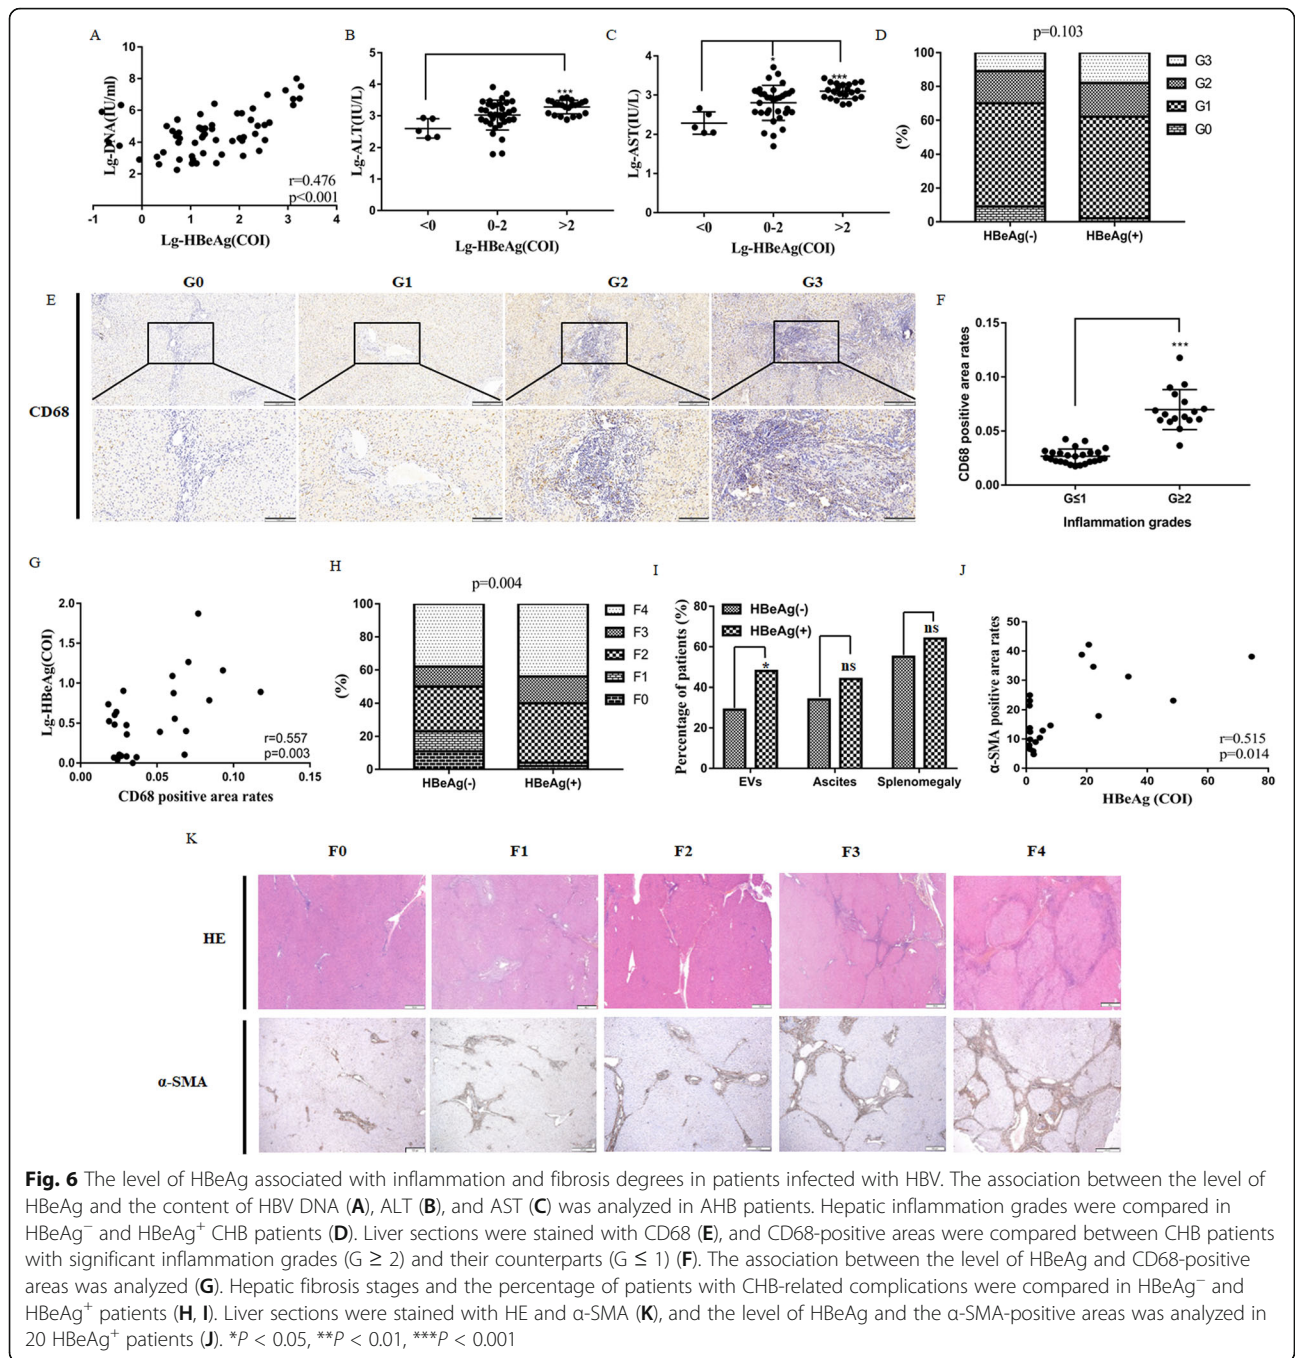 A
Lg-DNA(IU/ml)
10
8
6
4
2
0
-1
0
1
2
3
4
r=0.476
p<0.001
Lg-HBeAg(COI)
B
Lg-ALT(IU/L)
5
4
3
2
1
0
***
<0
0-2
>2
Lg-HBeAg(COI)
C
Lg-AST(IU/L)
4
3
2
1
0
*
***
<0
0-2
>2
Lg-HBeAg(COI)
D
p=0.103
(%)
100
80
60
40
20
0
HBeAg(-)
HBeAg(+)
G3
G2
G1
G0
E
G0
G1
G2
G3
CD68
F
CD68 positive area rates
0.15
0.10
0.05
0.00
***
G≤1
G≥2
Inflammation grades
G
Lg-HBeAg(COI)
2.0
1.5
1.0
0.5
0.0
0.00
0.05
0.10
0.15
r=0.557
p=0.003
CD68 positive area rates
H
p=0.004
(%)
100
80
60
40
20
0
HBeAg(-)
HBeAg(+)
F4
F3
F2
F1
F0
I
Percentage of patients (%)
80
60
40
20
0
HBeAg(-)
HBeAg(+)
*
ns
ns
EVs
Ascites
Splenomegaly
J
α-SMA positive area rates
50
40
30
20
10
0
0
20
40
60
80
r=0.515
p=0.014
HBeAg (COI)
K
F0
F1
F2
F3
F4
HE
α-SMA
Fig. 6 The level of HBeAg associated with inflammation and fibrosis degrees in patients infected with HBV. The association between the level of
HBeAg and the content of HBV DNA (A), ALT (B), and AST (C) was analyzed in AHB patients. Hepatic inflammation grades were compared in
HBeAg⁻ and HBeAg⁺ CHB patients (D). Liver sections were stained with CD68 (E), and CD68-positive areas were compared between CHB patients
with significant inflammation grades (G ≥ 2) and their counterparts (G ≤ 1) (F). The association between the level of HBeAg and CD68-positive
areas was analyzed (G). Hepatic fibrosis stages and the percentage of patients with CHB-related complications were compared in HBeAg⁻ and
HBeAg⁺ patients (H, I). Liver sections were stained with HE and α-SMA (K), and the level of HBeAg and the α-SMA-positive areas was analyzed in
20 HBeAg⁺ patients (J). *P < 0.05, **P < 0.01, ***P < 0.001